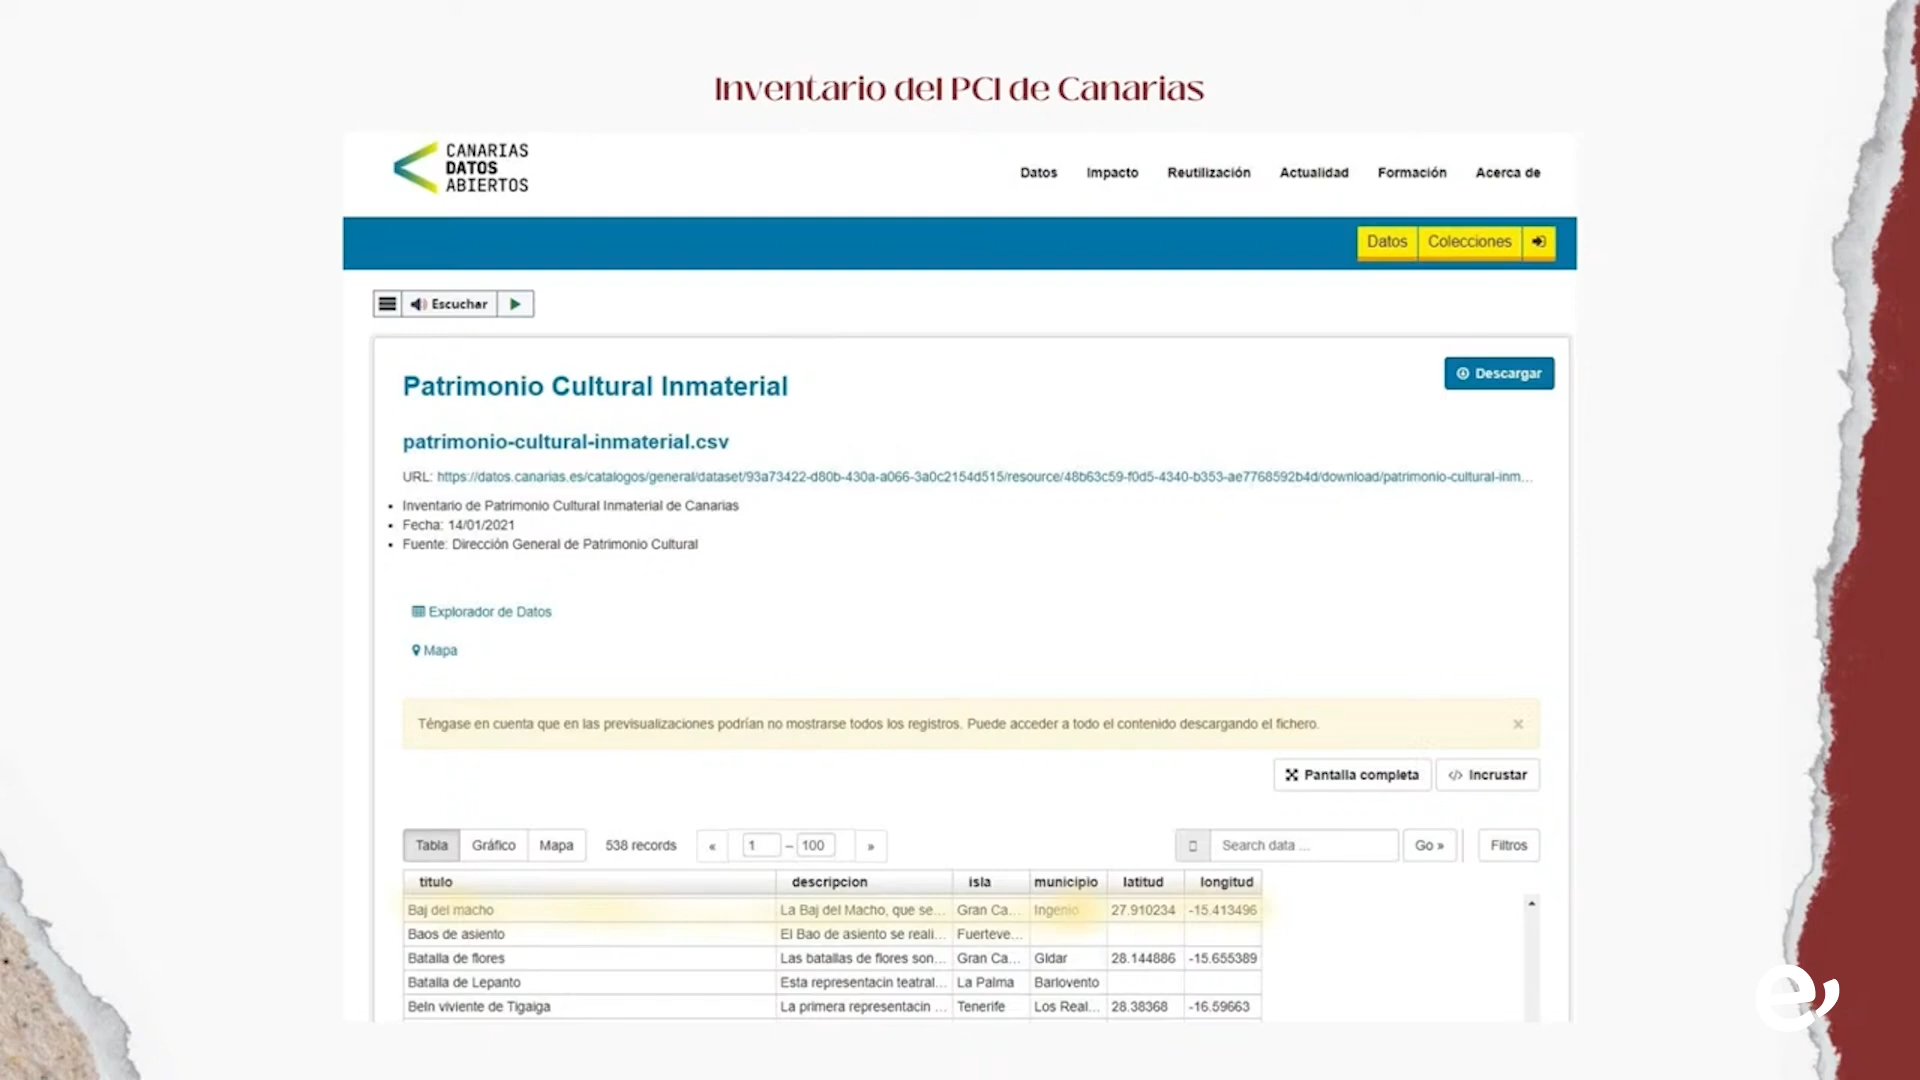 Inventario del PCI de Canarias
CANARIAS
DATOS
ABIERTOS
Datos Impacto Reutilización Actualidad Formación Acerca de
Datos Colecciones
Escuchar
Descargar
Patrimonio Cultural Inmaterial
patrimonio-cultural-inmaterial.csv
URL: https://datos.canarias.es/catalogos/general/dataset/93a73422-d80b-430a-a066-3a0c2154d515/resource/48b63c59-f0d5-4340-b353-ae7768592b4d/download/patrimonio-cultural-inm...
• Inventario de Patrimonio Cultural Inmaterial de Canarias
• Fecha: 14/01/2021
• Fuente: Dirección General de Patrimonio Cultural
Explorador de Datos
Mapa
Téngase en cuenta que en las previsualizaciones podrían no mostrarse todos los registros. Puede acceder a todo el contenido descargando el fichero. ×
Pantalla completa </> Incrustar
Tabla Gráfico Mapa 538 records « 1 – 100 » Search data ... Go » Filtros
titulo descripcion isla municipio latitud longitud
Baj del macho La Baj del Macho, que se... Gran Ca... Ingenio 27.910234 -15.413496
Baos de asiento El Bao de asiento se reali... Fuerteve...
Batalla de flores Las batallas de flores son... Gran Ca... Gldar 28.144886 -15.655389
Batalla de Lepanto Esta representacin teatral... La Palma Barlovento
Beln viviente de Tigaiga La primera representacin ... Tenerife Los Real... 28.38368 -16.59663